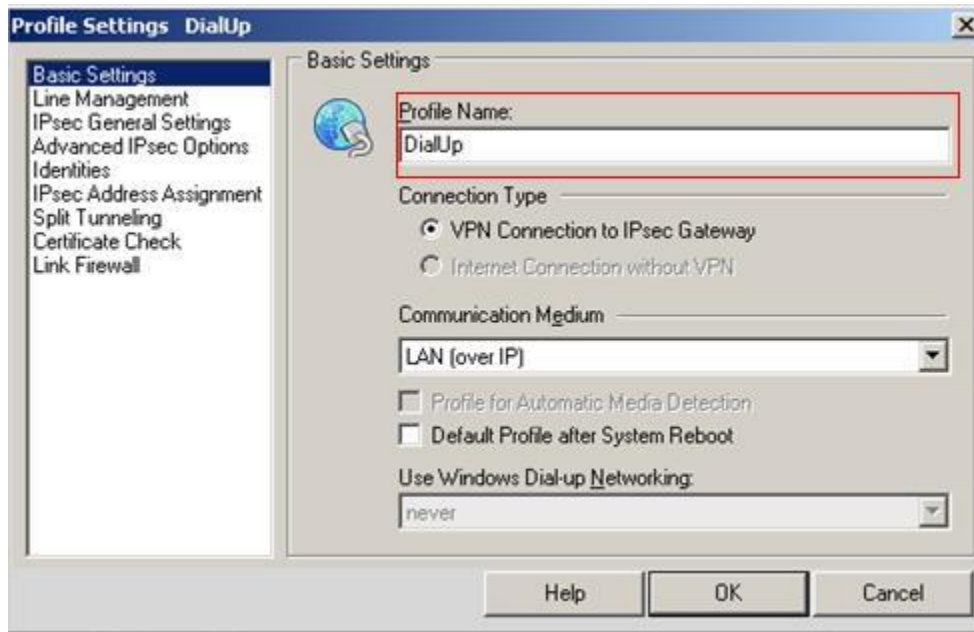 Profile Settings DialUp
Basic Settings
Line Management
IPsec General Settings
Advanced IPsec Options
Identities
IPsec Address Assignment
Split Tunneling
Certificate Check
Link Firewall
Basic Settings
Profile Name:
DialUp
Connection Type
VPN Connection to IPsec Gateway
Internet Connection without VPN
Communication Medium
LAN (over IP)
Profile for Automatic Media Detection
Default Profile after System Reboot
Use Windows Dial-up Networking:
never
Help OK Cancel